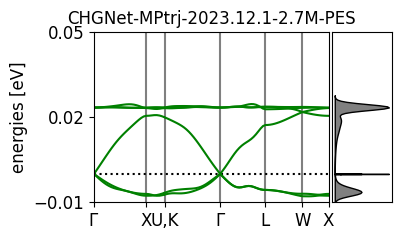 CHGNet-MPtrj-2023.12.1-2.7M-PES
0.05
0.02
−0.01
energies [eV]
Γ XU,K Γ L W X